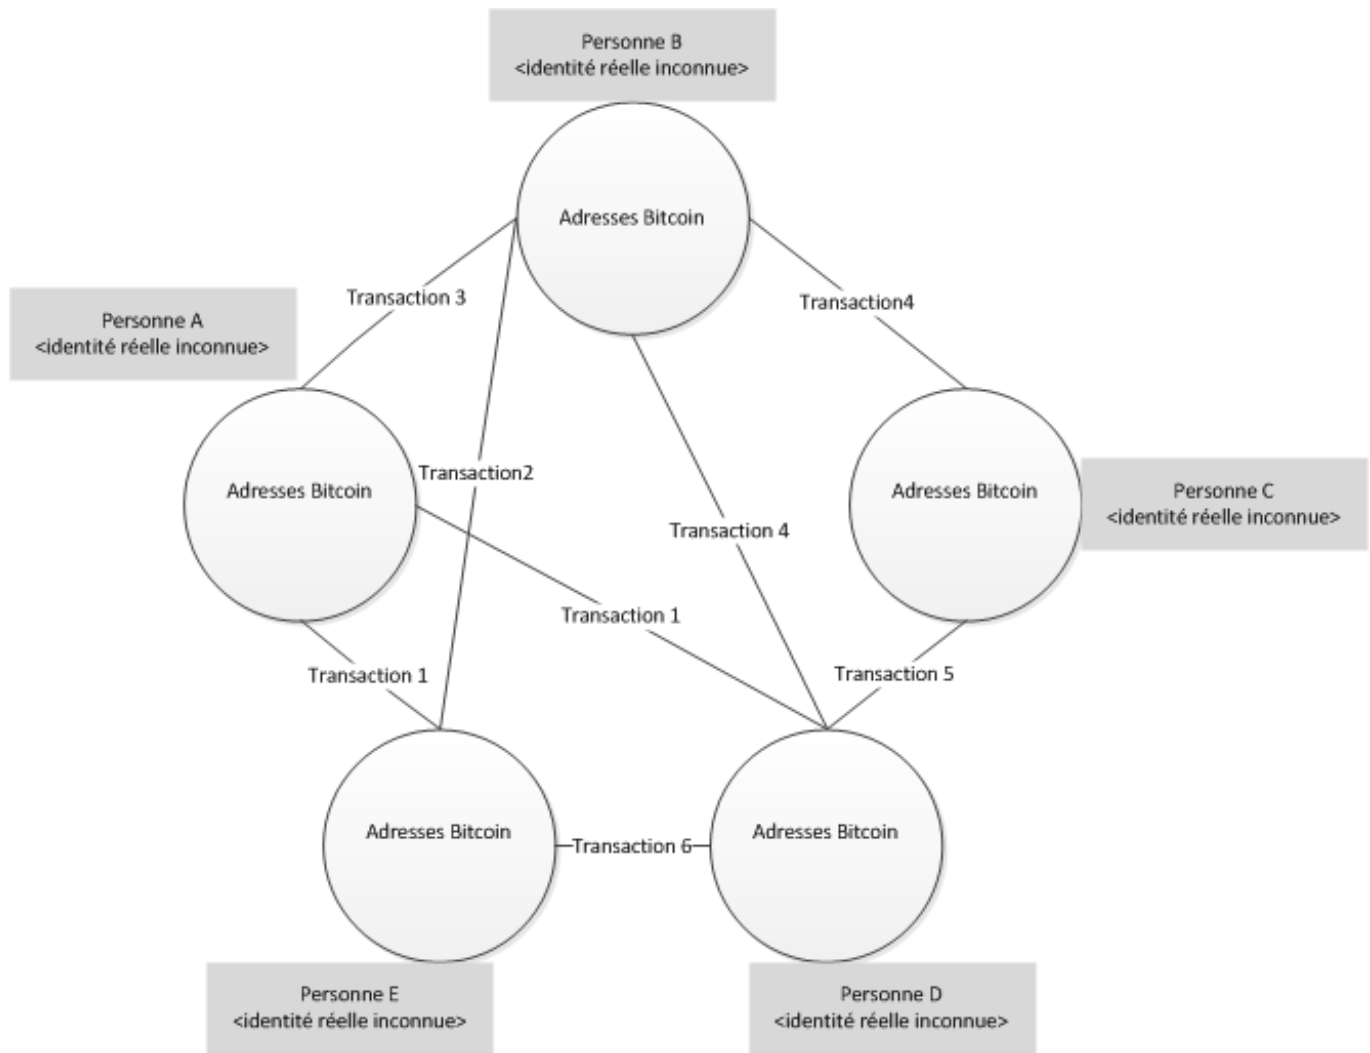 Personne B
<identité réelle inconnue>
Adresses Bitcoin
Transaction 3
Transaction4
Personne A
<identité réelle inconnue>
Transaction2
Adresses Bitcoin
Adresses Bitcoin
Personne C
<identité réelle inconnue>
Transaction 4
Transaction 1
Transaction 1
Transaction 5
Adresses Bitcoin
Transaction 6
Adresses Bitcoin
Personne E
<identité réelle inconnue>
Personne D
<identité réelle inconnue>